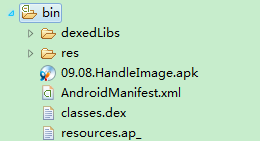 bin
dexedLibs
res
09.08.HandleImage.apk
AndroidManifest.xml
classes.dex
resources.ap_